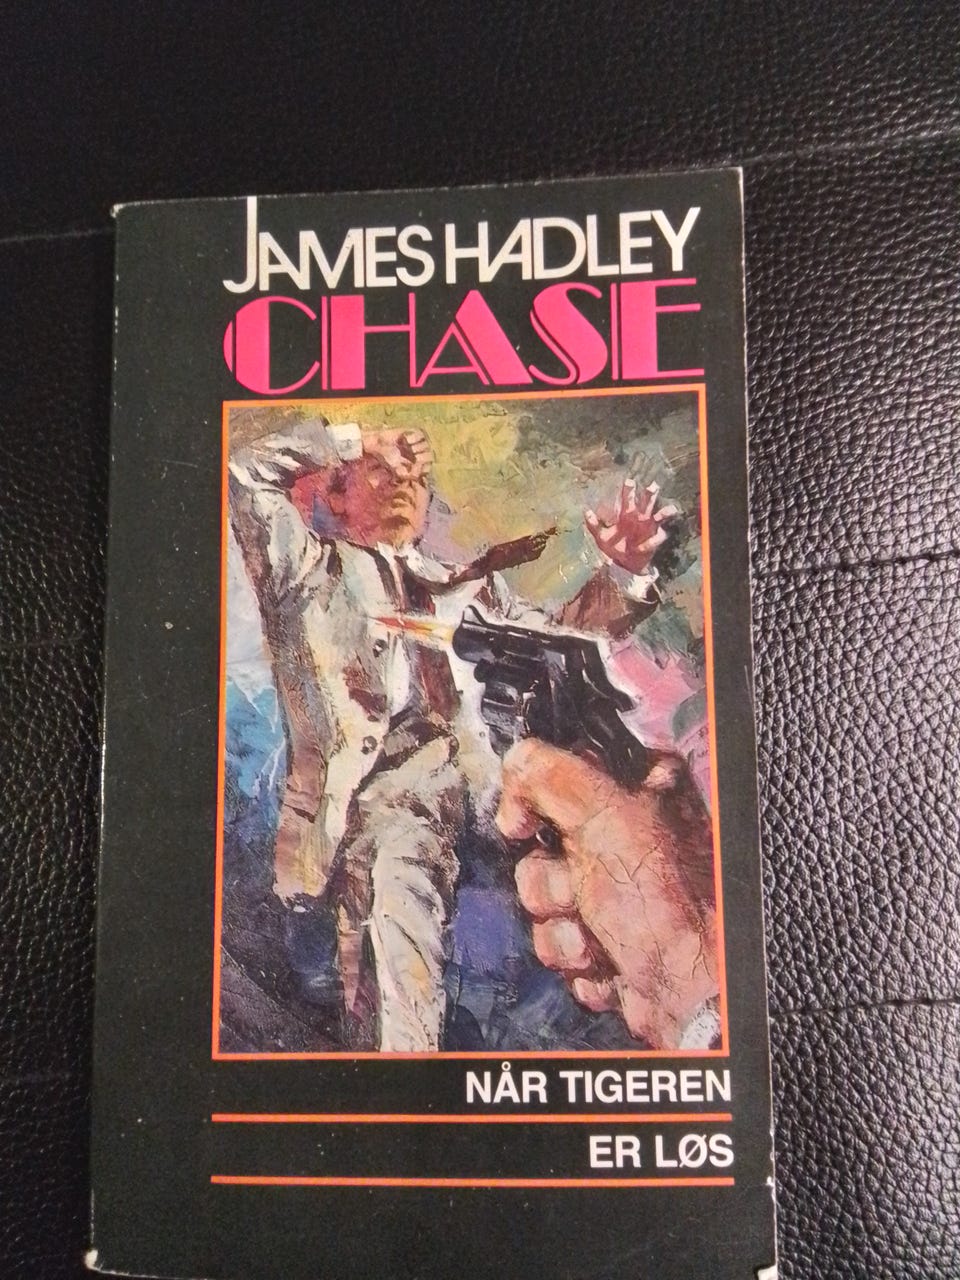 JAMES HADLEY
CHASE
NÅR TIGEREN
ER LØS